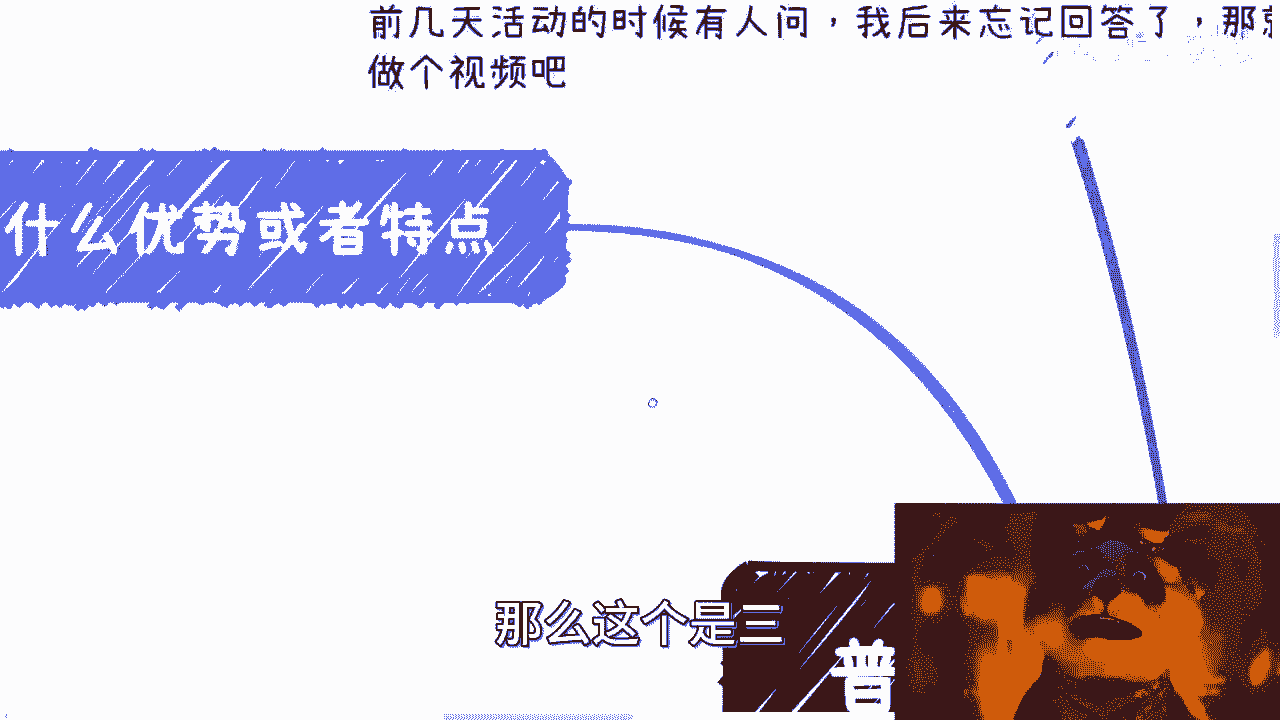 前几天活动的时候有人问，我后来忘记回答了，那
做个视频吧
什么优势或者特点
那么这个是三
普